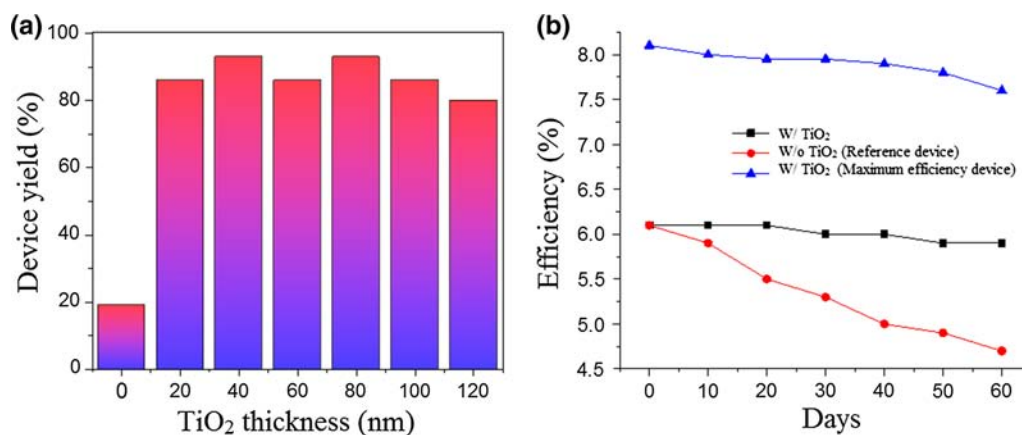 (a)
100
80
60
40
20
0
Device yield (%)
0 20 40 60 80 100 120
TiO₂ thickness (nm)
(b)
8.0
7.5
7.0
6.5
6.0
5.5
5.0
4.5
Efficiency (%)
W/ TiO₂
W/o TiO₂ (Reference device)
W/ TiO₂ (Maximum efficiency device)
0 10 20 30 40 50 60
Days